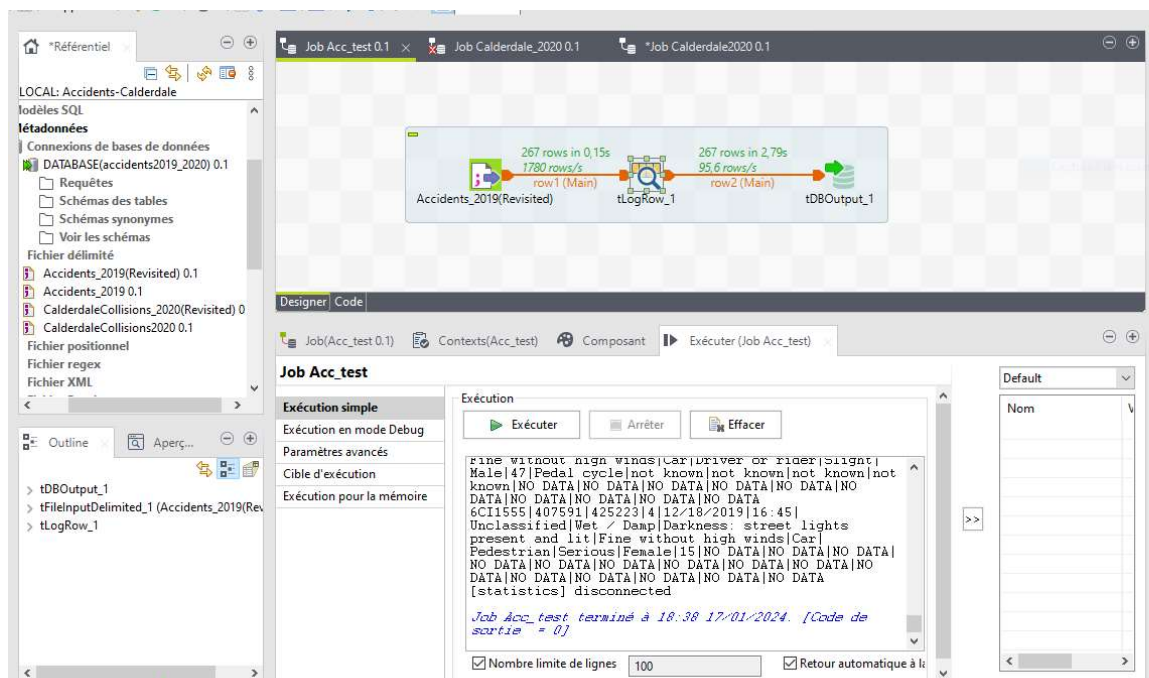 *Référentiel
LOCAL: Accidents-Calderdale
lodèles SQL
létadonnées
Connexions de bases de données
DATABASE(accidents2019_2020) 0.1
Requêtes
Schémas des tables
Schémas synonymes
Voir les schémas
Fichier délimité
Accidents_2019(Revisited) 0.1
Accidents_2019 0.1
CalderdaleCollisions_2020(Revisited) 0
CalderdaleCollisions2020 0.1
Fichier positionnel
Fichier regex
Fichier XML
Outline
Aperç...
tDBOutput_1
tFileInputDelimited_1 (Accidents_2019(Rev
tLogRow_1
Job Acc_test 0.1
Job Calderdale_2020 0.1
*Job Calderdale2020 0.1
267 rows in 0,15s
1780 rows/s
row1 (Main)
267 rows in 2,79s
95,6 rows/s
row2 (Main)
Accidents_2019(Revisited)
tLogRow_1
tDBOutput_1
Designer
Code
Job(Acc_test 0.1)
Contexts(Acc_test)
Composant
Exécuter (Job Acc_test)
Job Acc_test
Exécution simple
Exécution en mode Debug
Paramètres avancés
Cible d'exécution
Exécution pour la mémoire
Exécution
Exécuter
Arrêter
Effacer
Fine without high winds|Car|Driver or rider|Slight|
Male|47|Pedal cycle|not known|not known|not known|not
known|NO DATA|NO DATA|NO DATA|NO DATA|NO DATA|NO
DATA|NO DATA|NO DATA|NO DATA|NO DATA
6CI1555|407591|425223|4|12/18/2019|16:45|
Unclassified|Wet / Damp|Darkness: street lights
present and lit|Fine without high winds|Car|
Pedestrian|Serious|Female|15|NO DATA|NO DATA|NO DATA|
NO DATA|NO DATA|NO DATA|NO DATA|NO DATA|NO
DATA|NO DATA|NO DATA|NO DATA|NO DATA
[statistics] disconnected
Job Acc_test terminé à 18:38 17/01/2024. [Code de
sortie = 0]
Nombre limite de lignes
100
Retour automatique à la
>>
Default
Nom